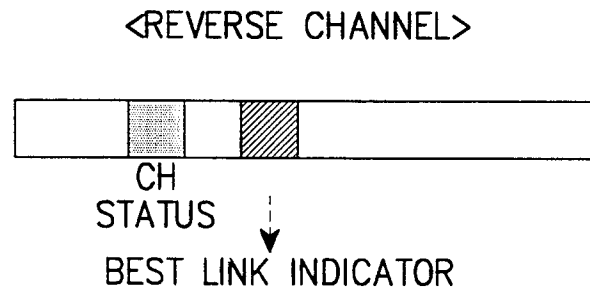 <REVERSE CHANNEL>
CH
STATUS
BEST LINK INDICATOR